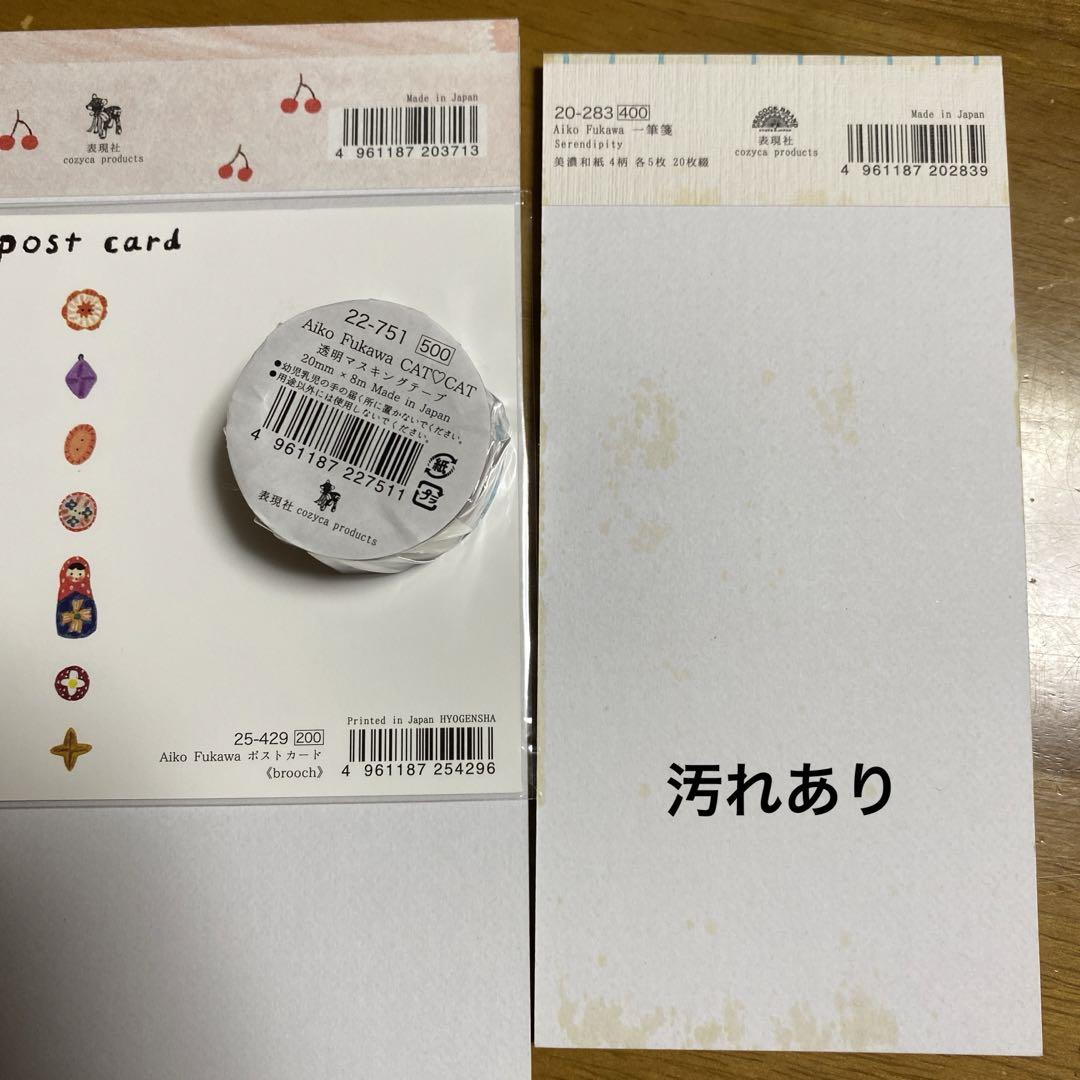 表現社
cozyca products
Made in Japan
4 961187 203713
post card
22-751 500
Aiko Fukawa CAT♡CAT
透明マスキングテープ
20mm × 8m Made in Japan
●幼児乳児の手の届く所に置かないでください。
●用途以外には使用しないでください。
4 961187 227511
紙
プラ
表現社 cozyca products
Printed in Japan HYOGENSHA
25-429 200
Aiko Fukawa ポストカード
《brooch》
4 961187 254296
20-283 400
Aiko Fukawa 一筆箋
Serendipity
美濃和紙 4柄 各5枚 20枚綴
表現社
cozyca products
Made in Japan
4 961187 202839
汚れあり